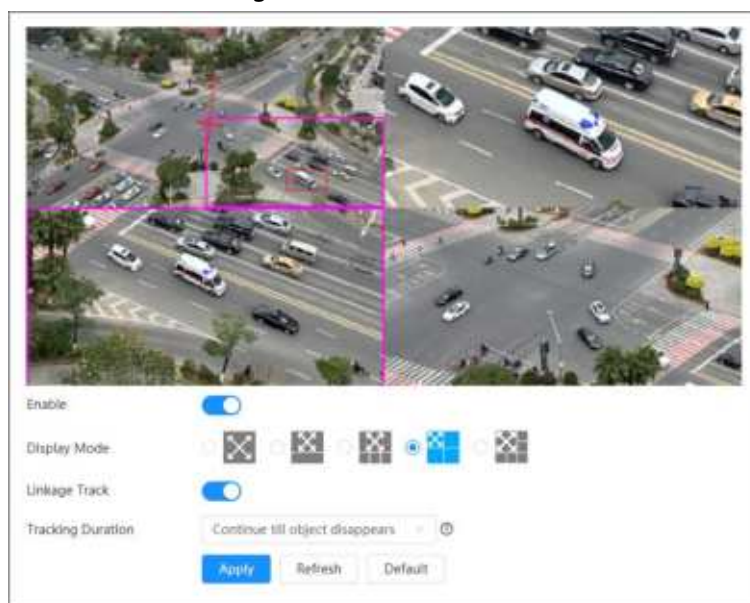 Enable
Display Mode
Linkage Track
Tracking Duration
Continue till object disappears
Apply Refresh Default